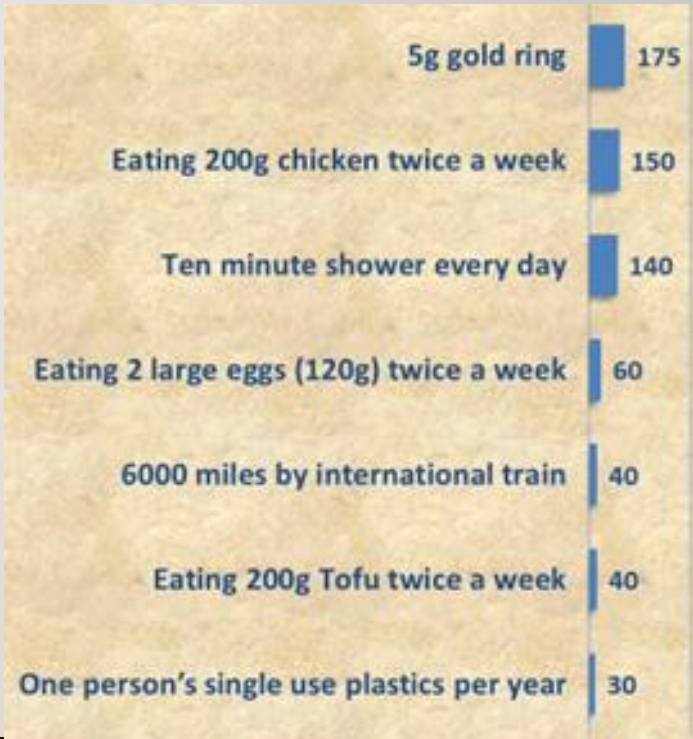 5g gold ring 175
Eating 200g chicken twice a week 150
Ten minute shower every day 140
Eating 2 large eggs (120g) twice a week 60
6000 miles by international train 40
Eating 200g Tofu twice a week 40
One person’s single use plastics per year 30